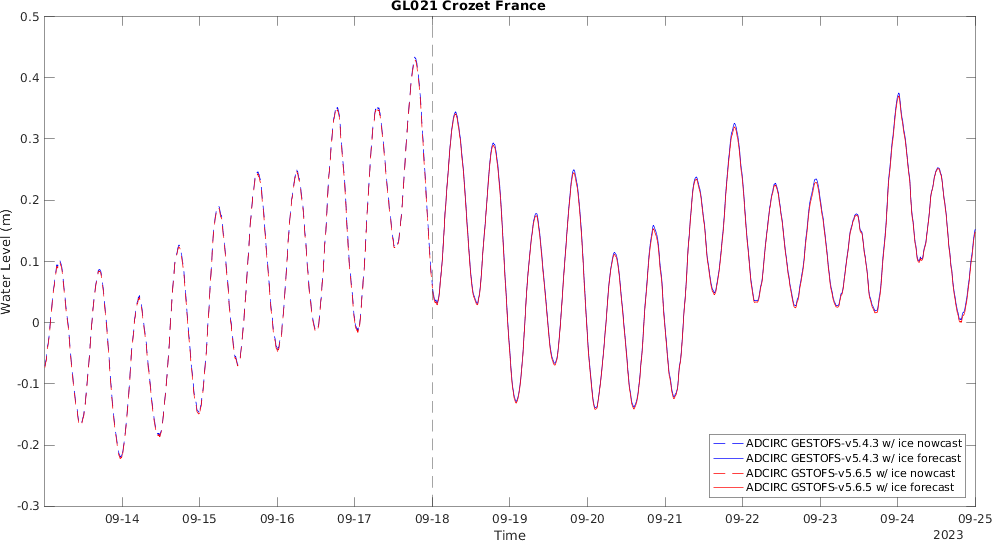 GL021 Crozet France
Water Level (m)
0.5
0.4
0.3
0.2
0.1
0
-0.1
-0.2
-0.3
ADCIRC GESTOFS-v5.4.3 w/ ice nowcast
ADCIRC GESTOFS-v5.4.3 w/ ice forecast
ADCIRC GSTOFS-v5.6.5 w/ ice nowcast
ADCIRC GSTOFS-v5.6.5 w/ ice forecast
09-14 09-15 09-16 09-17 09-18 09-19 09-20 09-21 09-22 09-23 09-24 09-25
Time
2023